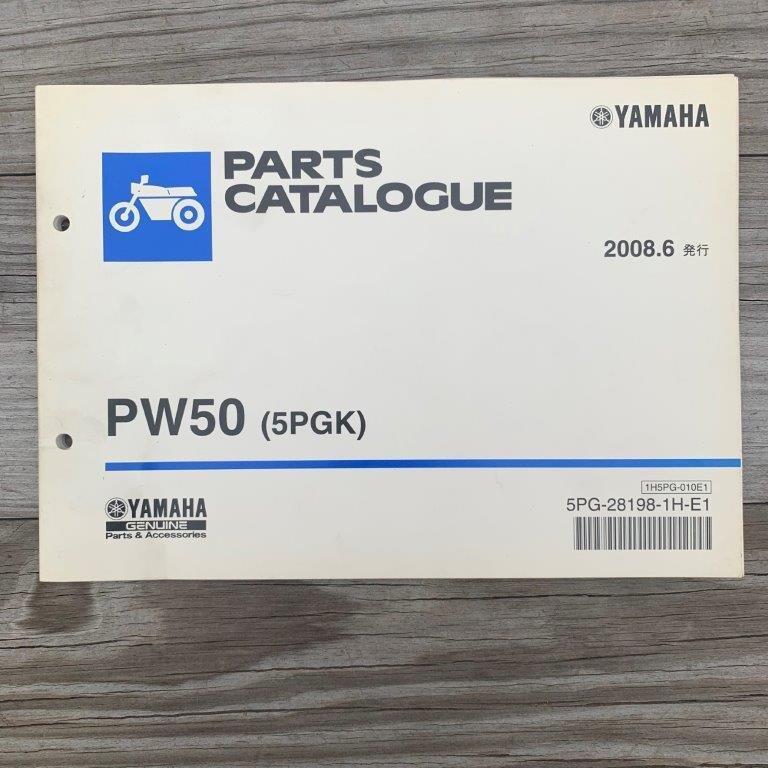 YAMAHA
PARTS
CATALOGUE
2008.6 発行
PW50 (5PGK)
YAMAHA
GENUINE
Parts & Accessories
1H5PG-010E1
5PG-28198-1H-E1